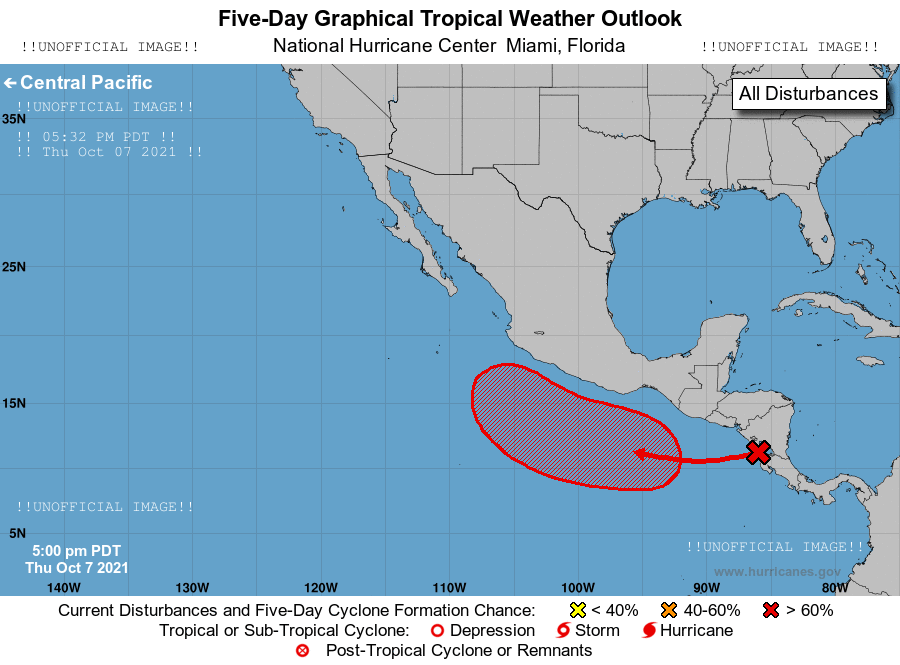 Five-Day Graphical Tropical Weather Outlook
!!UNOFFICIAL IMAGE!! National Hurricane Center Miami, Florida !!UNOFFICIAL IMAGE!!
← Central Pacific
All Disturbances
!!UNOFFICIAL IMAGE!!
35N
!! 05:32 PM PDT !!
!! Thu Oct 07 2021 !!
25N
15N
!!UNOFFICIAL IMAGE!!
5N
5:00 pm PDT
Thu Oct 7 2021
!!UNOFFICIAL IMAGE!!
www.hurricanes.gov
140W 130W 120W 110W 100W 90W 80W
Current Disturbances and Five-Day Cyclone Formation Chance: < 40% 40-60% > 60%
Tropical or Sub-Tropical Cyclone: Depression Storm Hurricane
Post-Tropical Cyclone or Remnants